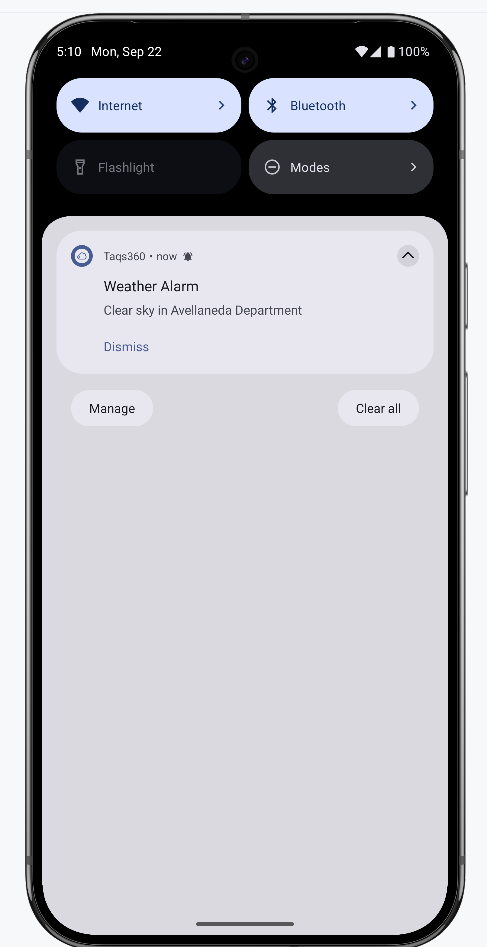 5:10 Mon, Sep 22 100%
Internet Bluetooth
Flashlight Modes
Taqs360 • now
Weather Alarm
Clear sky in Avellaneda Department
Dismiss
Manage Clear all